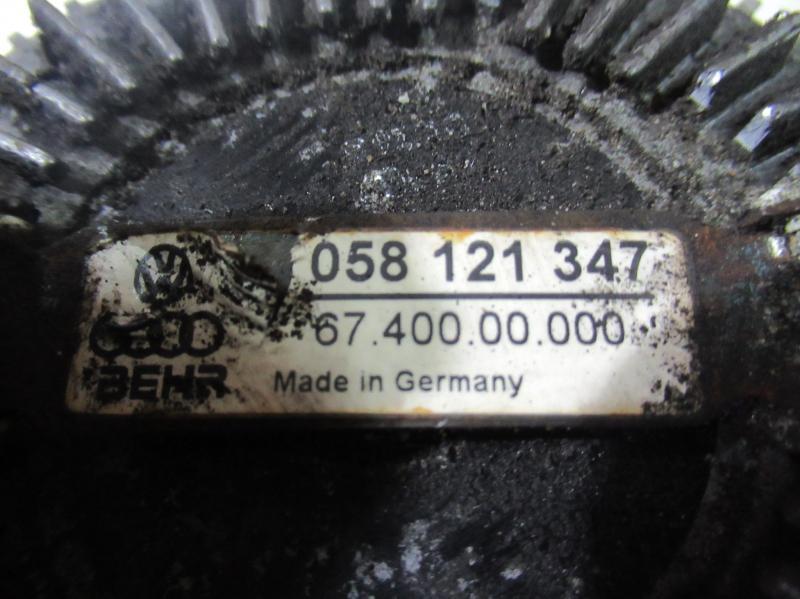 058 121 347
67.400.00.000
BEHR
Made in Germany